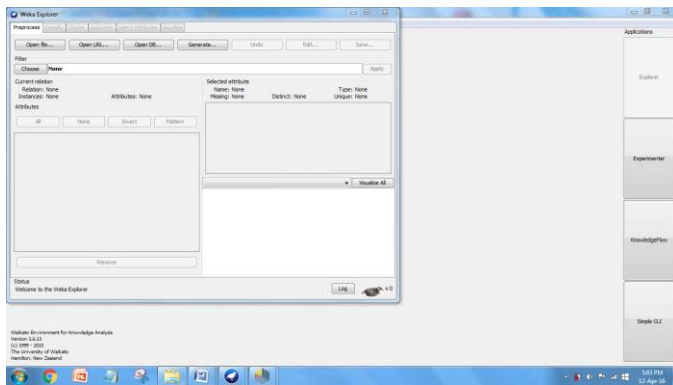 Weka Explorer
Preprocess Classify Cluster Associate Select attributes Visualize
Open file... Open URL... Open DB... Generate... Undo Edit... Save...
Filter
Choose None Apply
Current relation
Relation: None
Instances: None Attributes: None
Attributes
All None Invert Pattern
Remove
Selected attribute
Name: None Type: None
Missing: None Distinct: None Unique: None
Visualize All
Status
Welcome to the Weka Explorer
Log x 0
Applications
Explorer
Experimenter
KnowledgeFlow
Simple CLI
Waikato Environment for Knowledge Analysis
Version 3.6.13
(c) 1999 - 2015
The University of Waikato
Hamilton, New Zealand
5:03 PM
12-Apr-16